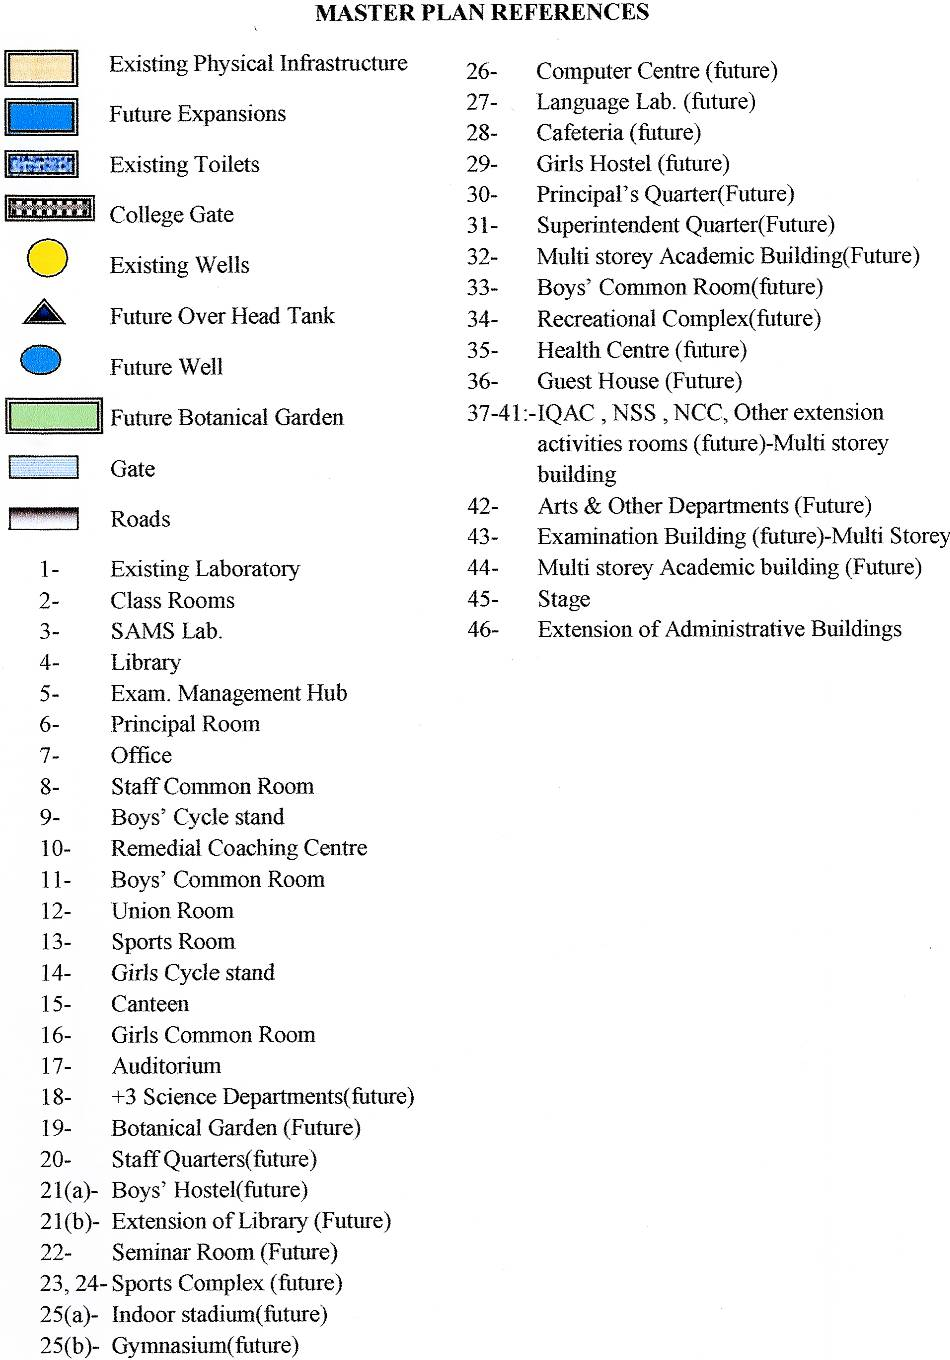 MASTER PLAN REFERENCES
Existing Physical Infrastructure
Future Expansions
Existing Toilets
College Gate
Existing Wells
Future Over Head Tank
Future Well
Future Botanical Garden
Gate
Roads
1- Existing Laboratory
2- Class Rooms
3- SAMS Lab.
4- Library
5- Exam. Management Hub
6- Principal Room
7- Office
8- Staff Common Room
9- Boys' Cycle stand
10- Remedial Coaching Centre
11- Boys' Common Room
12- Union Room
13- Sports Room
14- Girls Cycle stand
15- Canteen
16- Girls Common Room
17- Auditorium
18- +3 Science Departments(future)
19- Botanical Garden (Future)
20- Staff Quarters(future)
21(a)- Boys' Hostel(future)
21(b)- Extension of Library (Future)
22- Seminar Room (Future)
23, 24- Sports Complex (future)
25(a)- Indoor stadium(future)
25(b)- Gymnasium(future)
26- Computer Centre (future)
27- Language Lab. (future)
28- Cafeteria (future)
29- Girls Hostel (future)
30- Principal's Quarter(Future)
31- Superintendent Quarter(Future)
32- Multi storey Academic Building(Future)
33- Boys' Common Room(future)
34- Recreational Complex(future)
35- Health Centre (future)
36- Guest House (Future)
37-41:-IQAC , NSS , NCC, Other extension
activities rooms (future)-Multi storey
building
42- Arts & Other Departments (Future)
43- Examination Building (future)-Multi Storey
44- Multi storey Academic building (Future)
45- Stage
46- Extension of Administrative Buildings